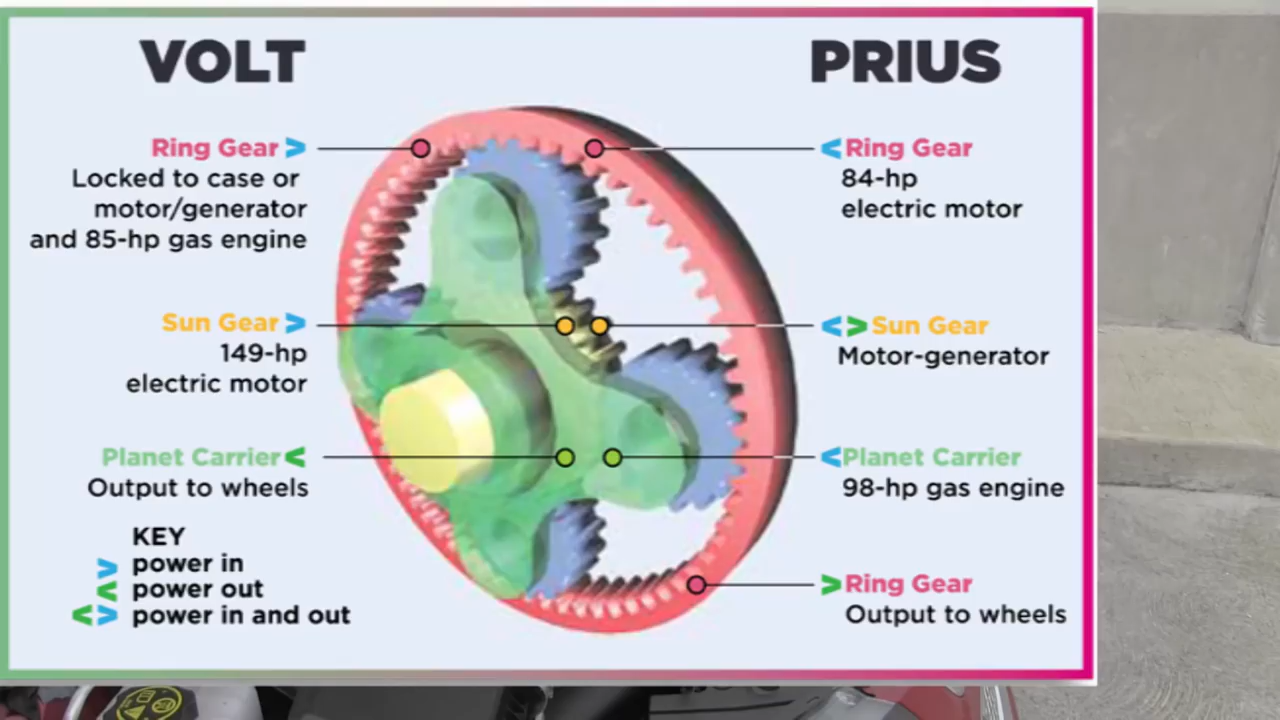 VOLT
Ring Gear >
Locked to case or
motor/generator
and 85-hp gas engine
Sun Gear >
149-hp
electric motor
Planet Carrier <
Output to wheels
KEY
> power in
< power out
<> power in and out
PRIUS
< Ring Gear
84-hp
electric motor
<> Sun Gear
Motor-generator
< Planet Carrier
98-hp gas engine
> Ring Gear
Output to wheels